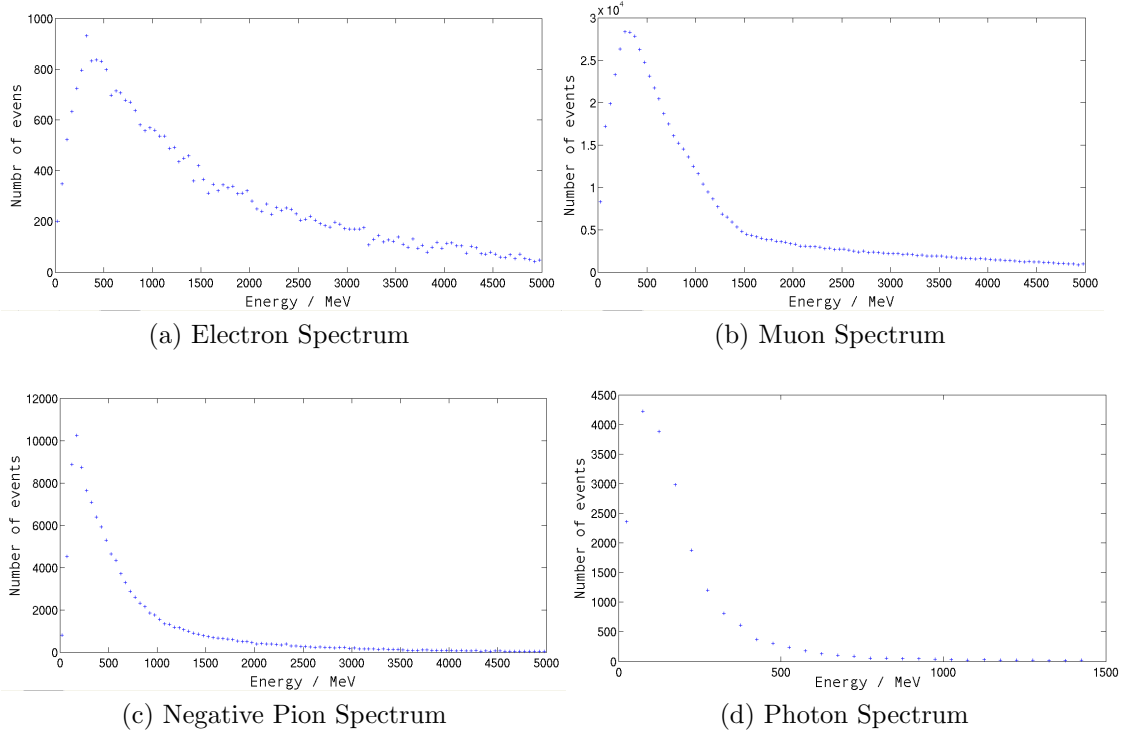 1000
800
600
400
200
0
Numbr of evens
0 500 1000 1500 2000 2500 3000 3500 4000 4500 5000
Energy / MeV
(a) Electron Spectrum
x 10^4
3
2.5
2
1.5
1
0.5
0
Number of events
0 500 1000 1500 2000 2500 3000 3500 4000 4500 5000
Energy / MeV
(b) Muon Spectrum
12000
10000
8000
6000
4000
2000
0
Number of events
0 500 1000 1500 2000 2500 3000 3500 4000 4500 5000
Energy / MeV
(c) Negative Pion Spectrum
4500
4000
3500
3000
2500
2000
1500
1000
500
0
Number of events
0 500 1000 1500
Energy / MeV
(d) Photon Spectrum